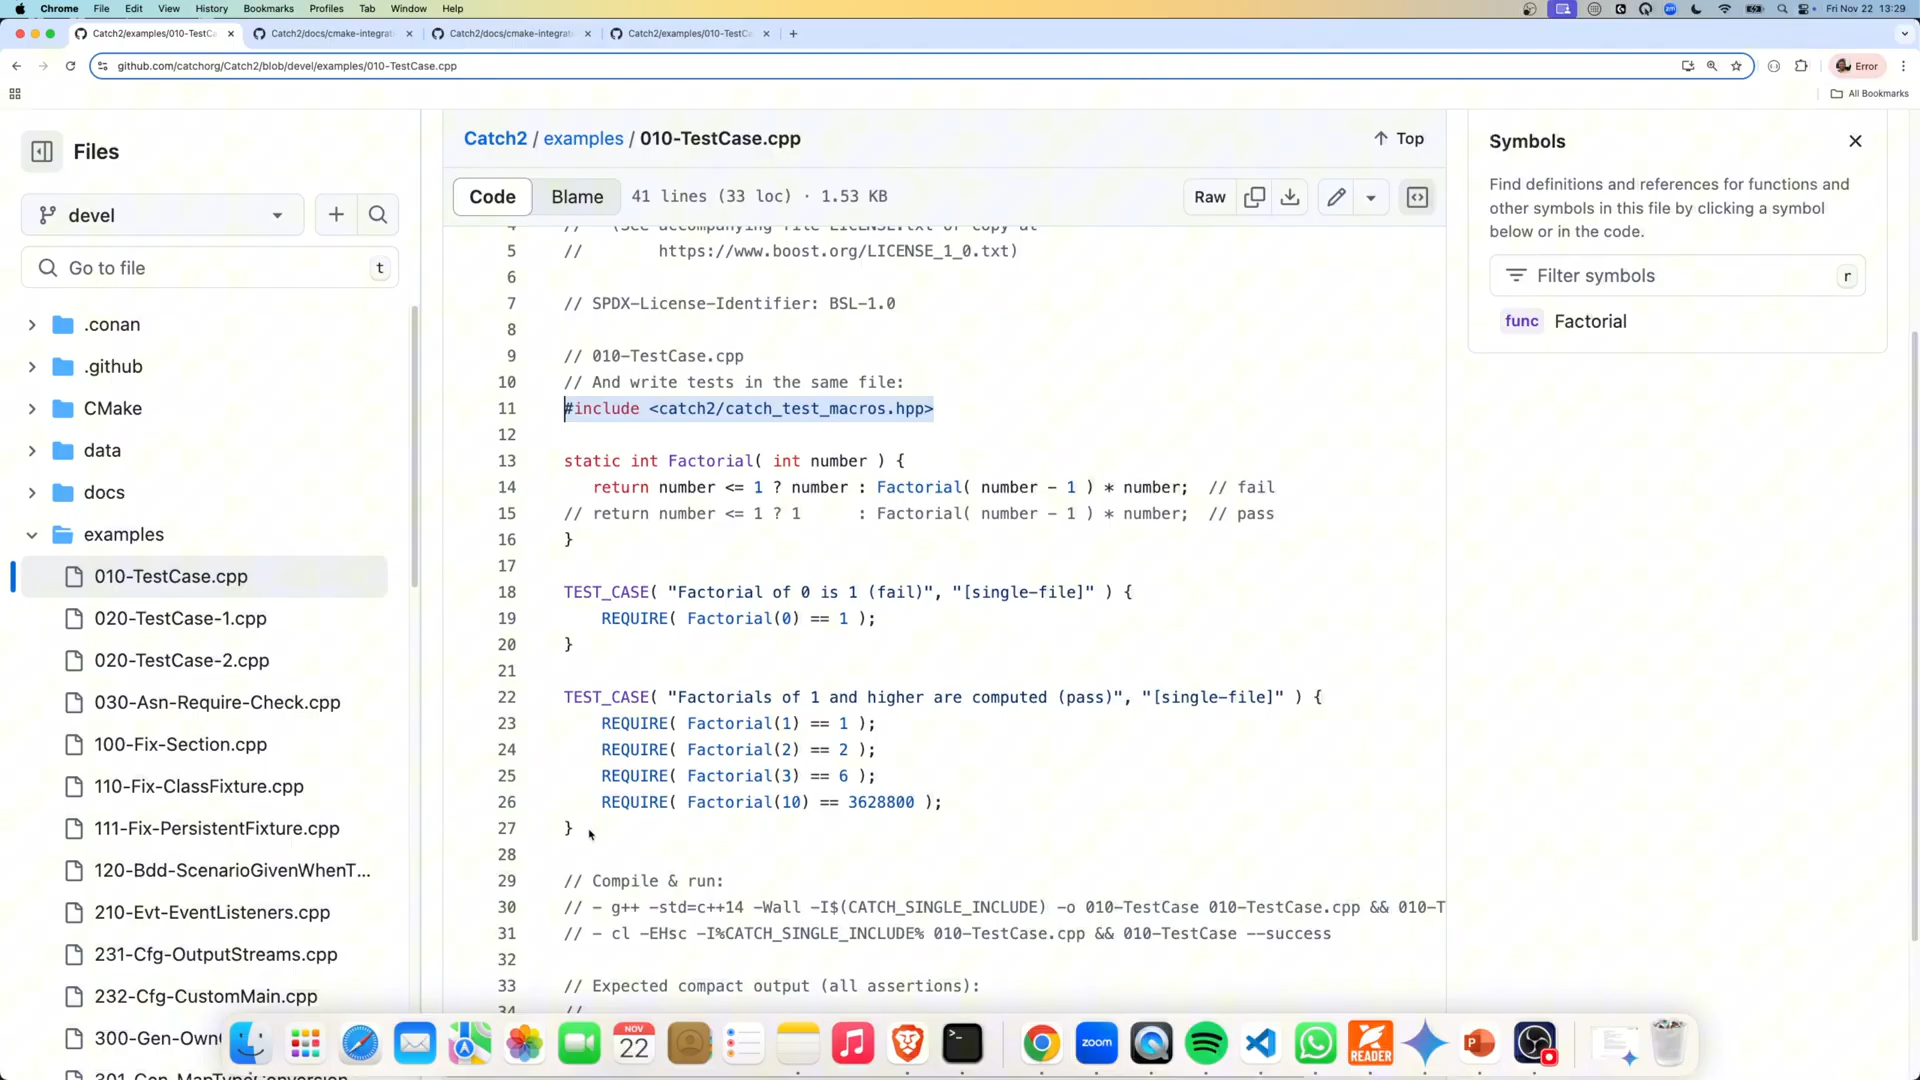 Chrome File Edit View History Bookmarks Profiles Tab Window Help Fri Nov 22 13:29
Catch2/examples/010-TestC Catch2/docs/cmake-integrat Catch2/docs/cmake-integrat Catch2/examples/010-TestC
github.com/catchorg/Catch2/blob/devel/examples/010-TestCase.cpp Error
All Bookmarks
Files
devel
Go to file t
.conan
.github
CMake
data
docs
examples
010-TestCase.cpp
020-TestCase-1.cpp
020-TestCase-2.cpp
030-Asn-Require-Check.cpp
100-Fix-Section.cpp
110-Fix-ClassFixture.cpp
111-Fix-PersistentFixture.cpp
120-Bdd-ScenarioGivenWhenT...
210-Evt-EventListeners.cpp
231-Cfg-OutputStreams.cpp
232-Cfg-CustomMain.cpp
300-Gen-Own
Catch2 / examples / 010-TestCase.cpp
Top
Code Blame 41 lines (33 loc) · 1.53 KB Raw
4 // (See accompanying file LICENSE.txt or copy at
5 // https://www.boost.org/LICENSE_1_0.txt)
6
7 // SPDX-License-Identifier: BSL-1.0
8
9 // 010-TestCase.cpp
10 // And write tests in the same file:
11 #include <catch2/catch_test_macros.hpp>
12
13 static int Factorial( int number ) {
14 return number <= 1 ? number : Factorial( number - 1 ) * number; // fail
15 // return number <= 1 ? 1 : Factorial( number - 1 ) * number; // pass
16 }
17
18 TEST_CASE( "Factorial of 0 is 1 (fail)", "[single-file]" ) {
19 REQUIRE( Factorial(0) == 1 );
20 }
21
22 TEST_CASE( "Factorials of 1 and higher are computed (pass)", "[single-file]" ) {
23 REQUIRE( Factorial(1) == 1 );
24 REQUIRE( Factorial(2) == 2 );
25 REQUIRE( Factorial(3) == 6 );
26 REQUIRE( Factorial(10) == 3628800 );
27 }
28
29 // Compile & run:
30 // - g++ -std=c++14 -Wall -I$(CATCH_SINGLE_INCLUDE) -o 010-TestCase 010-TestCase.cpp && 010-T
31 // - cl -EHsc -I%CATCH_SINGLE_INCLUDE% 010-TestCase.cpp && 010-TestCase --success
32
33 // Expected compact output (all assertions):
34 //
Symbols
Find definitions and references for functions and
other symbols in this file by clicking a symbol
below or in the code.
Filter symbols r
func Factorial
NOV
22
zoom
READER